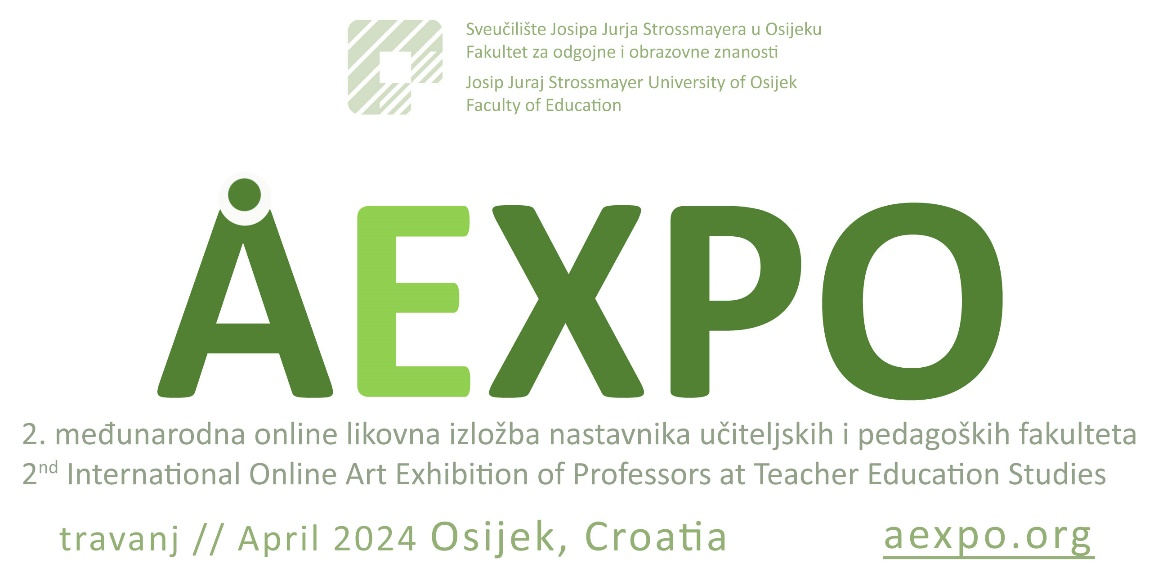 Sveučilište Josipa Jurja Strossmayera u Osijeku
Fakultet za odgojne i obrazovne znanosti
Josip Juraj Strossmayer University of Osijek
Faculty of Education
AEXPO
2. međunarodna online likovna izložba nastavnika učiteljskih i pedagoških fakulteta
2nd International Online Art Exhibition of Professors at Teacher Education Studies
travanj // April 2024 Osijek, Croatia aexpo.org